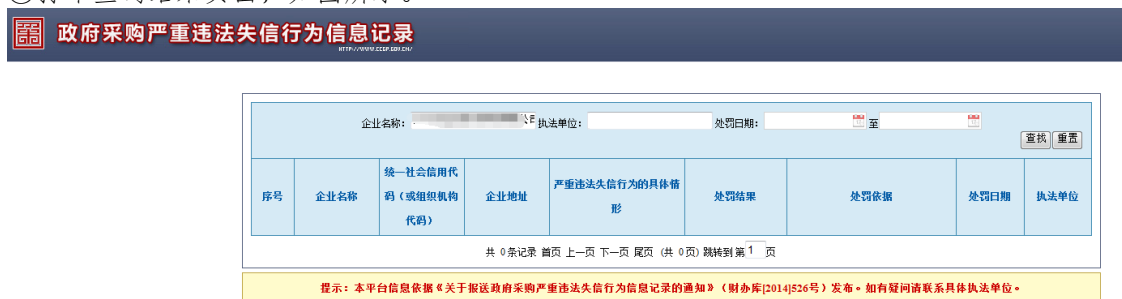 政府采购严重违法失信行为信息记录
HTTP://WWW.CCGP.GOV.CN/
企业名称： 公司 执法单位： 处罚日期： 至
查找 重置
序号 企业名称 统一社会信用代码（或组织机构代码） 企业地址 严重违法失信行为的具体情形 处罚结果 处罚依据 处罚日期 执法单位
共 0条记录 首页 上一页 下一页 尾页 (共 0页) 跳转到第1 页
提示：本平台信息依据《关于报送政府采购严重违法失信行为信息记录的通知》（财办库[2014]526号）发布。如有疑问请联系具体执法单位。